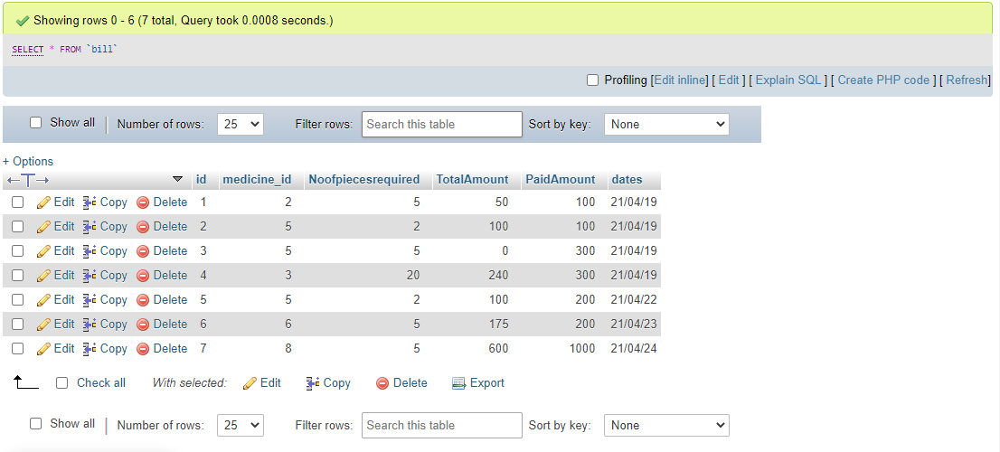 Showing rows 0 - 6 (7 total, Query took 0.0008 seconds.)
SELECT * FROM `bill`
Profiling [Edit inline] [ Edit ] [ Explain SQL ] [ Create PHP code ] [ Refresh]
Show all Number of rows: 25 Filter rows: Search this table Sort by key: None
+ Options
←T→ id medicine_id Noofpiecesrequired TotalAmount PaidAmount dates
Edit Copy Delete 1 2 5 50 100 21/04/19
Edit Copy Delete 2 5 2 100 100 21/04/19
Edit Copy Delete 3 5 5 0 300 21/04/19
Edit Copy Delete 4 3 20 240 300 21/04/19
Edit Copy Delete 5 5 2 100 200 21/04/22
Edit Copy Delete 6 6 5 175 200 21/04/23
Edit Copy Delete 7 8 5 600 1000 21/04/24
Check all With selected: Edit Copy Delete Export
Show all Number of rows: 25 Filter rows: Search this table Sort by key: None